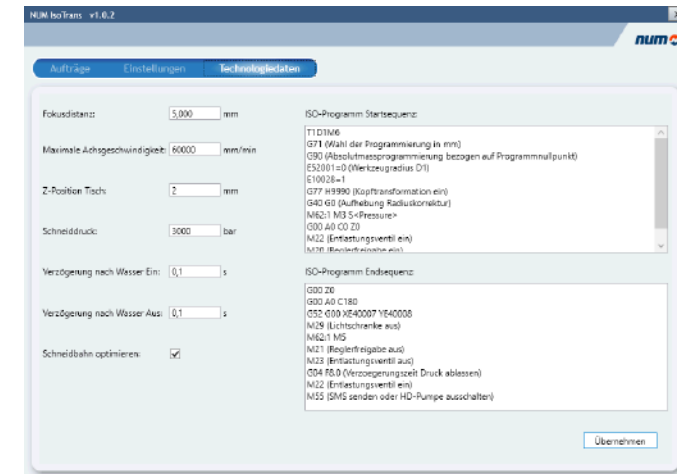 NUM IsoTrans v1.0.2
num
Aufträge Einstellungen Technologiedaten
Fokusdistanz: 5,000 mm
Maximale Achsgeschwindigkeit: 60000 mm/min
Z-Position Tisch: 2 mm
Schneiddruck: 3000 bar
Verzögerung nach Wasser Ein: 0,1 s
Verzögerung nach Wasser Aus: 0,1 s
Schneidbahn optimieren:
ISO-Programm Startsequenz:
T1 D1M6
G71 (Wahl der Programmierung in mm)
G90 (Absolutmassprogrammierung bezogen auf Programmnullpunkt)
E52001=0 (Werkzeugradius D1)
E10028=1
G77 H9990 (Kopftransformation ein)
G40 G0 (Aufhebung Radiuskorrektur)
M62:1 M3 S<Pressure>
G00 A0 C0 Z0
M22 (Entlastungsventil ein)
M20 (Reglerfreigabe ein)
ISO-Programm Endsequenz:
G00 Z0
G00 A0 C180
G52 G00 XE40007 YE40008
M29 (Lichtschranke aus)
M62:1 M5
M21 (Reglerfreigabe aus)
M23 (Entlastungsventil aus)
G04 F8.0 (Verzoegerungszeit Druck ablassen)
M22 (Entlastungsventil ein)
M55 (SMS senden oder HD-Pumpe ausschalten)
Übernehmen